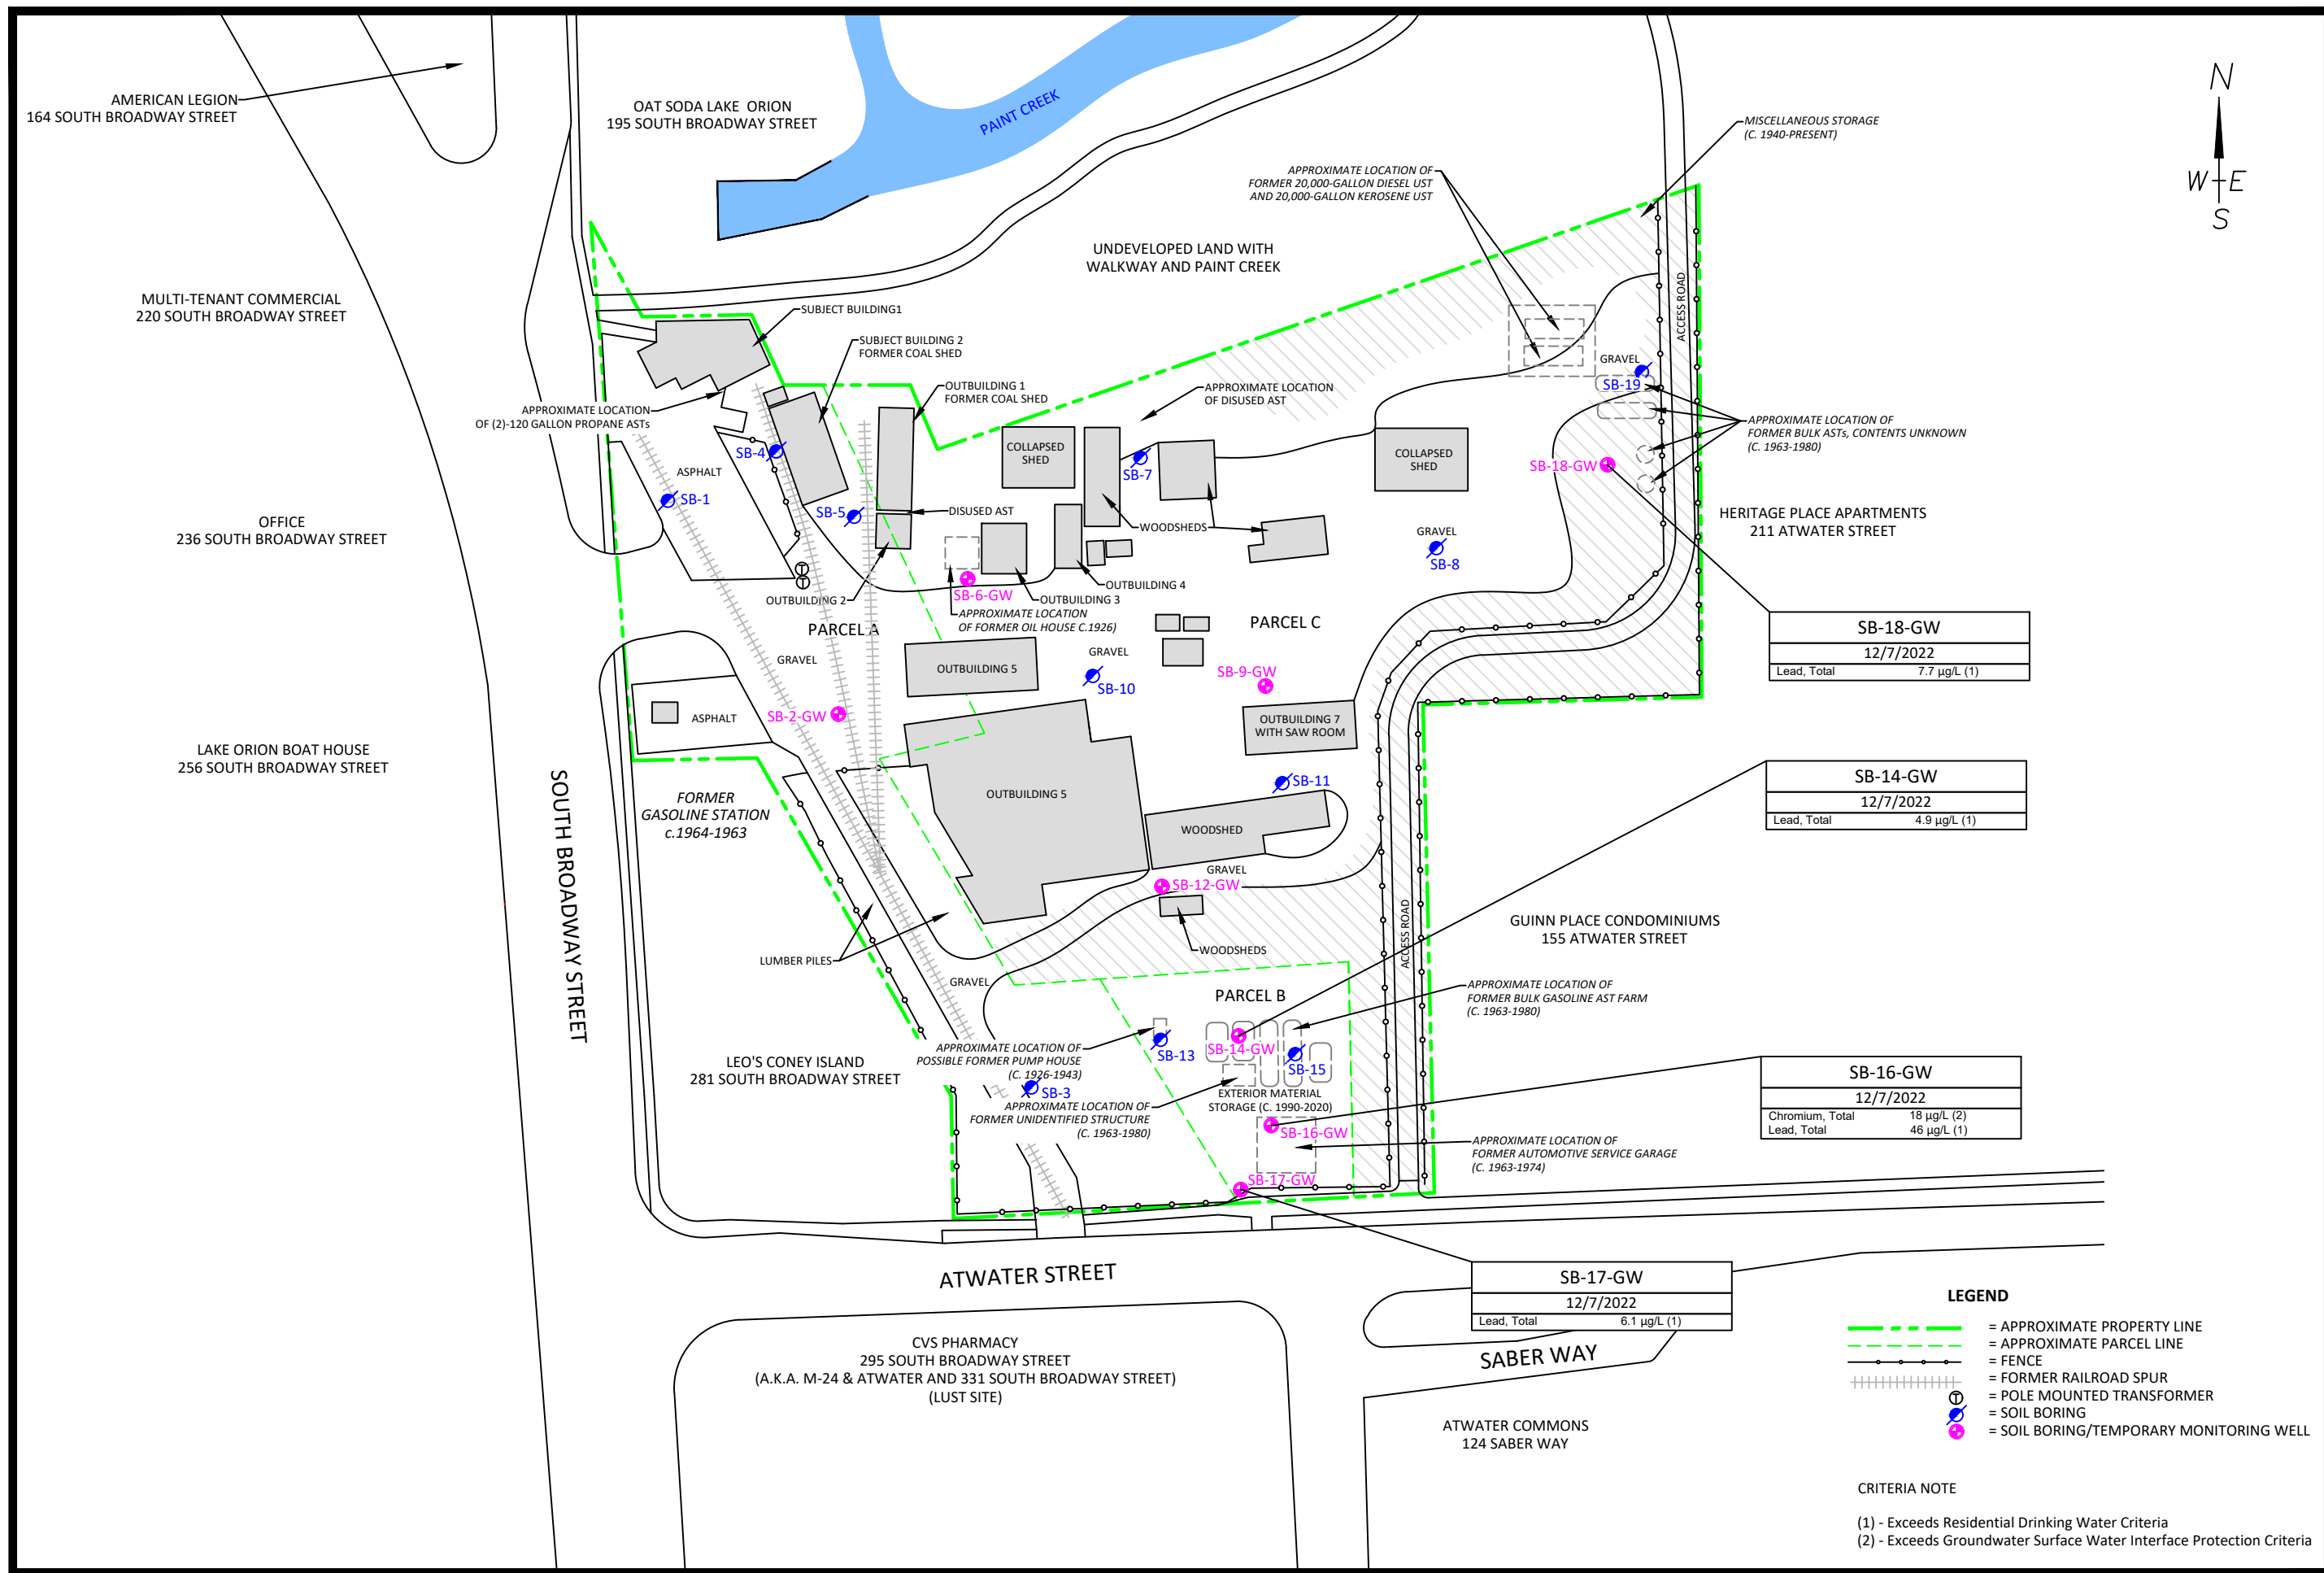 AMERICAN LEGION
164 SOUTH BROADWAY STREET
OAT SODA LAKE ORION
195 SOUTH BROADWAY STREET
PAINT CREEK
N
W E
S
MISCELLANEOUS STORAGE
(C. 1940-PRESENT)
APPROXIMATE LOCATION OF
FORMER 20,000-GALLON DIESEL UST
AND 20,000-GALLON KEROSENE UST
UNDEVELOPED LAND WITH
WALKWAY AND PAINT CREEK
MULTI-TENANT COMMERCIAL
220 SOUTH BROADWAY STREET
SUBJECT BUILDING1
SUBJECT BUILDING 2
FORMER COAL SHED
OUTBUILDING 1
FORMER COAL SHED
APPROXIMATE LOCATION
OF DISUSED AST
ACCESS ROAD
GRAVEL
SB-19
APPROXIMATE LOCATION
OF (2)-120 GALLON PROPANE ASTs
APPROXIMATE LOCATION OF
FORMER BULK ASTs, CONTENTS UNKNOWN
(C. 1963-1980)
COLLAPSED
SHED
COLLAPSED
SHED
SB-4
ASPHALT
SB-1
SB-7
SB-18-GW
SB-5
DISUSED AST
WOODSHEDS
OFFICE
236 SOUTH BROADWAY STREET
HERITAGE PLACE APARTMENTS
211 ATWATER STREET
GRAVEL
SB-8
T
T
OUTBUILDING 4
SB-6-GW
OUTBUILDING 2
OUTBUILDING 3
APPROXIMATE LOCATION
OF FORMER OIL HOUSE C.1926)
PARCEL A
PARCEL C
SB-18-GW
12/7/2022
Lead, Total 7.7 µg/L (1)
GRAVEL
GRAVEL
OUTBUILDING 5
SB-10
SB-9-GW
SB-2-GW
ASPHALT
OUTBUILDING 7
WITH SAW ROOM
LAKE ORION BOAT HOUSE
256 SOUTH BROADWAY STREET
SOUTH BROADWAY STREET
FORMER
GASOLINE STATION
c.1964-1963
OUTBUILDING 5
SB-11
SB-14-GW
12/7/2022
Lead, Total 4.9 µg/L (1)
WOODSHED
GRAVEL
SB-12-GW
WOODSHEDS
LUMBER PILES
ACCESS ROAD
GUINN PLACE CONDOMINIUMS
155 ATWATER STREET
GRAVEL
PARCEL B
APPROXIMATE LOCATION OF
FORMER BULK GASOLINE AST FARM
(C. 1963-1980)
APPROXIMATE LOCATION OF
POSSIBLE FORMER PUMP HOUSE
(C. 1926-1943)
SB-13
SB-14-GW
SB-15
LEO'S CONEY ISLAND
281 SOUTH BROADWAY STREET
SB-3
APPROXIMATE LOCATION OF
FORMER UNIDENTIFIED STRUCTURE
(C. 1963-1980)
EXTERIOR MATERIAL
STORAGE (C. 1990-2020)
SB-16-GW
SB-16-GW
12/7/2022
Chromium, Total 18 µg/L (2)
Lead, Total 46 µg/L (1)
APPROXIMATE LOCATION OF
FORMER AUTOMOTIVE SERVICE GARAGE
(C. 1963-1974)
SB-17-GW
ATWATER STREET
SB-17-GW
12/7/2022
Lead, Total 6.1 µg/L (1)
SABER WAY
CVS PHARMACY
295 SOUTH BROADWAY STREET
(A.K.A. M-24 & ATWATER AND 331 SOUTH BROADWAY STREET)
(LUST SITE)
ATWATER COMMONS
124 SABER WAY
LEGEND
= APPROXIMATE PROPERTY LINE
= APPROXIMATE PARCEL LINE
= FENCE
= FORMER RAILROAD SPUR
T = POLE MOUNTED TRANSFORMER
= SOIL BORING
= SOIL BORING/TEMPORARY MONITORING WELL
CRITERIA NOTE
(1) - Exceeds Residential Drinking Water Criteria
(2) - Exceeds Groundwater Surface Water Interface Protection Criteria